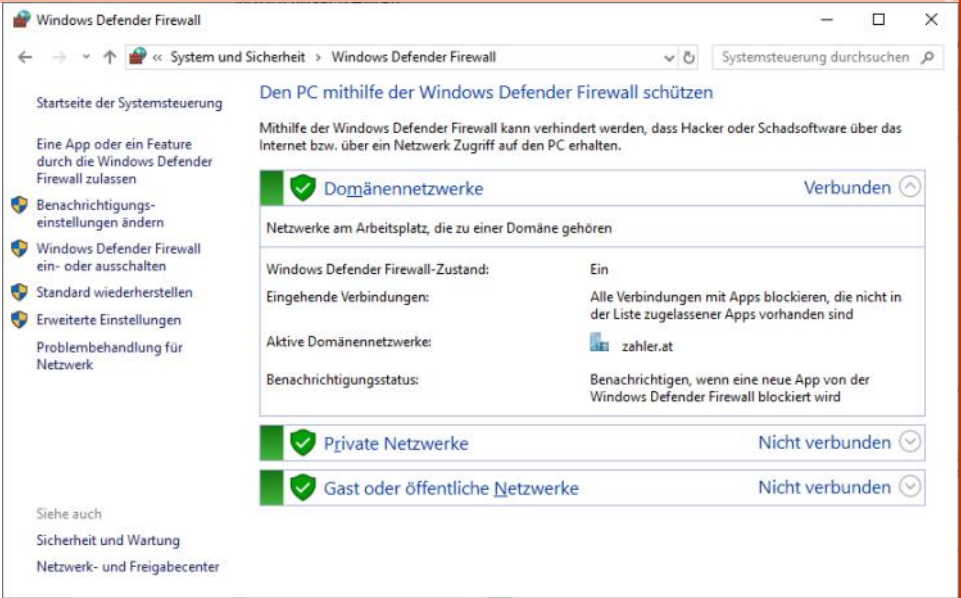 Windows Defender Firewall
« System und Sicherheit › Windows Defender Firewall
Systemsteuerung durchsuchen
Startseite der Systemsteuerung
Eine App oder ein Feature
durch die Windows Defender
Firewall zulassen
Benachrichtigungs-
einstellungen ändern
Windows Defender Firewall
ein- oder ausschalten
Standard wiederherstellen
Erweiterte Einstellungen
Problembehandlung für
Netzwerk
Siehe auch
Sicherheit und Wartung
Netzwerk- und Freigabecenter
Den PC mithilfe der Windows Defender Firewall schützen
Mithilfe der Windows Defender Firewall kann verhindert werden, dass Hacker oder Schadsoftware über das
Internet bzw. über ein Netzwerk Zugriff auf den PC erhalten.
Domänennetzwerke Verbunden
Netzwerke am Arbeitsplatz, die zu einer Domäne gehören
Windows Defender Firewall-Zustand: Ein
Eingehende Verbindungen: Alle Verbindungen mit Apps blockieren, die nicht in
der Liste zugelassener Apps vorhanden sind
Aktive Domänennetzwerke: zahler.at
Benachrichtigungsstatus: Benachrichtigen, wenn eine neue App von der
Windows Defender Firewall blockiert wird
Private Netzwerke Nicht verbunden
Gast oder öffentliche Netzwerke Nicht verbunden